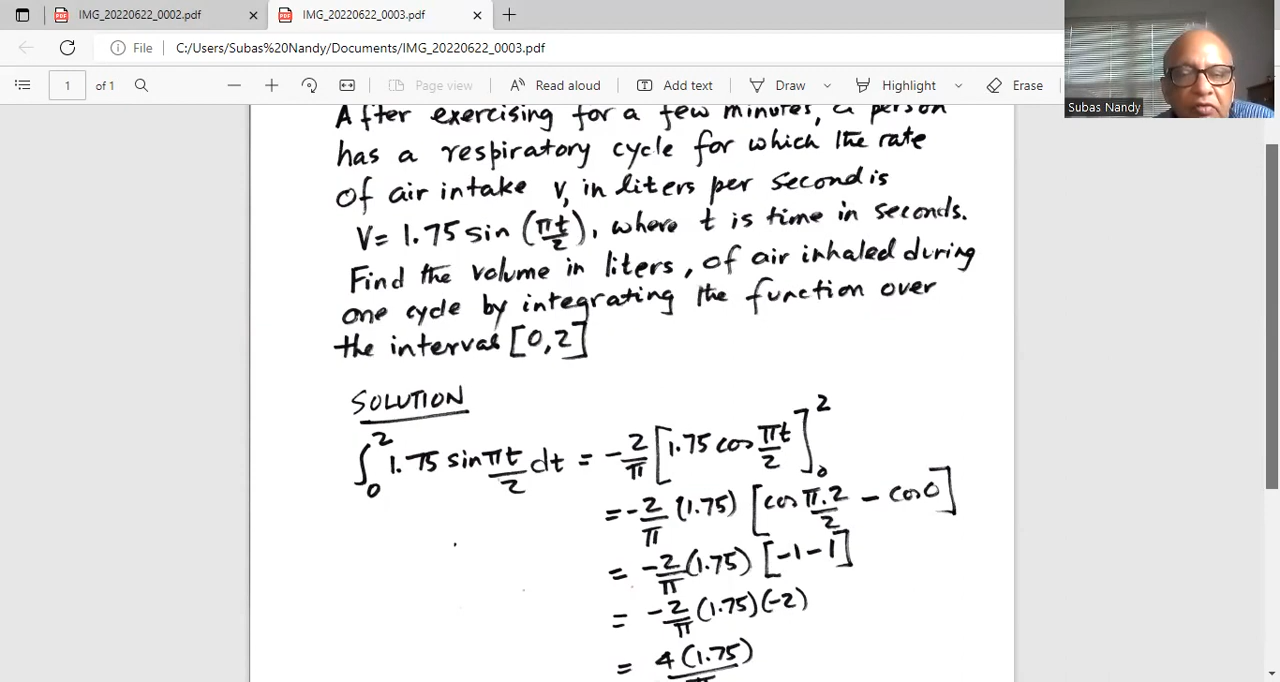 IMG_20220622_0002.pdf
IMG_20220622_0003.pdf
File C:/Users/Subas%20Nandy/Documents/IMG_20220622_0003.pdf
1 of 1 Page view Read aloud Add text Draw Highlight Erase
Subas Nandy
After exercising for a few minutes, a person
has a respiratory cycle for which the rate
of air intake v, in liters per second is
V= 1.75 sin (πt/2), where t is time in seconds.
Find the volume in liters, of air inhaled during
one cycle by integrating the function over
the interval [0,2]
SOLUTION
∫₀² 1.75 sin πt/2 dt = -2/π [1.75 cos πt/2]₀²
= -2/π (1.75) [cos π.2/2 - cos 0]
= -2/π (1.75) [-1-1]
= -2/π (1.75)(-2)
= 4(1.75)/π